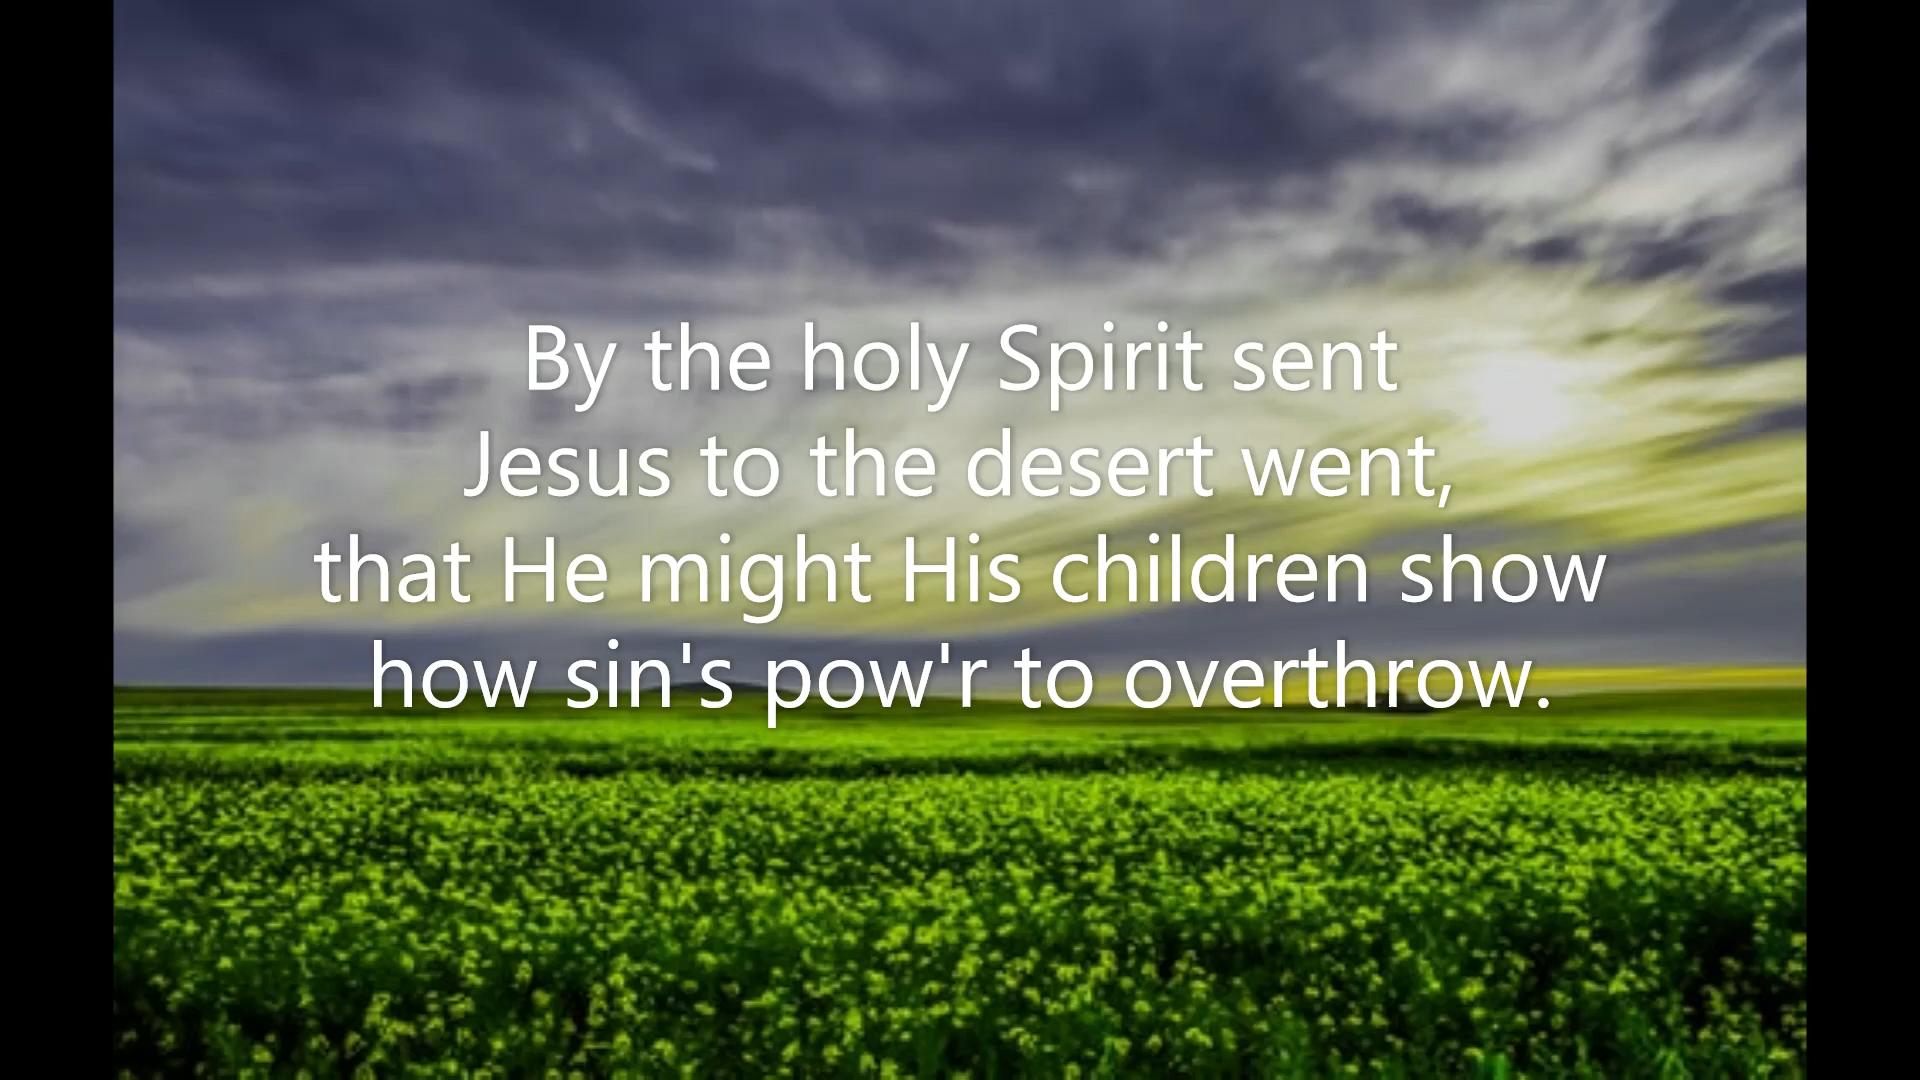 By the holy Spirit sent
Jesus to the desert went,
that He might His children show
how sin's pow'r to overthrow.